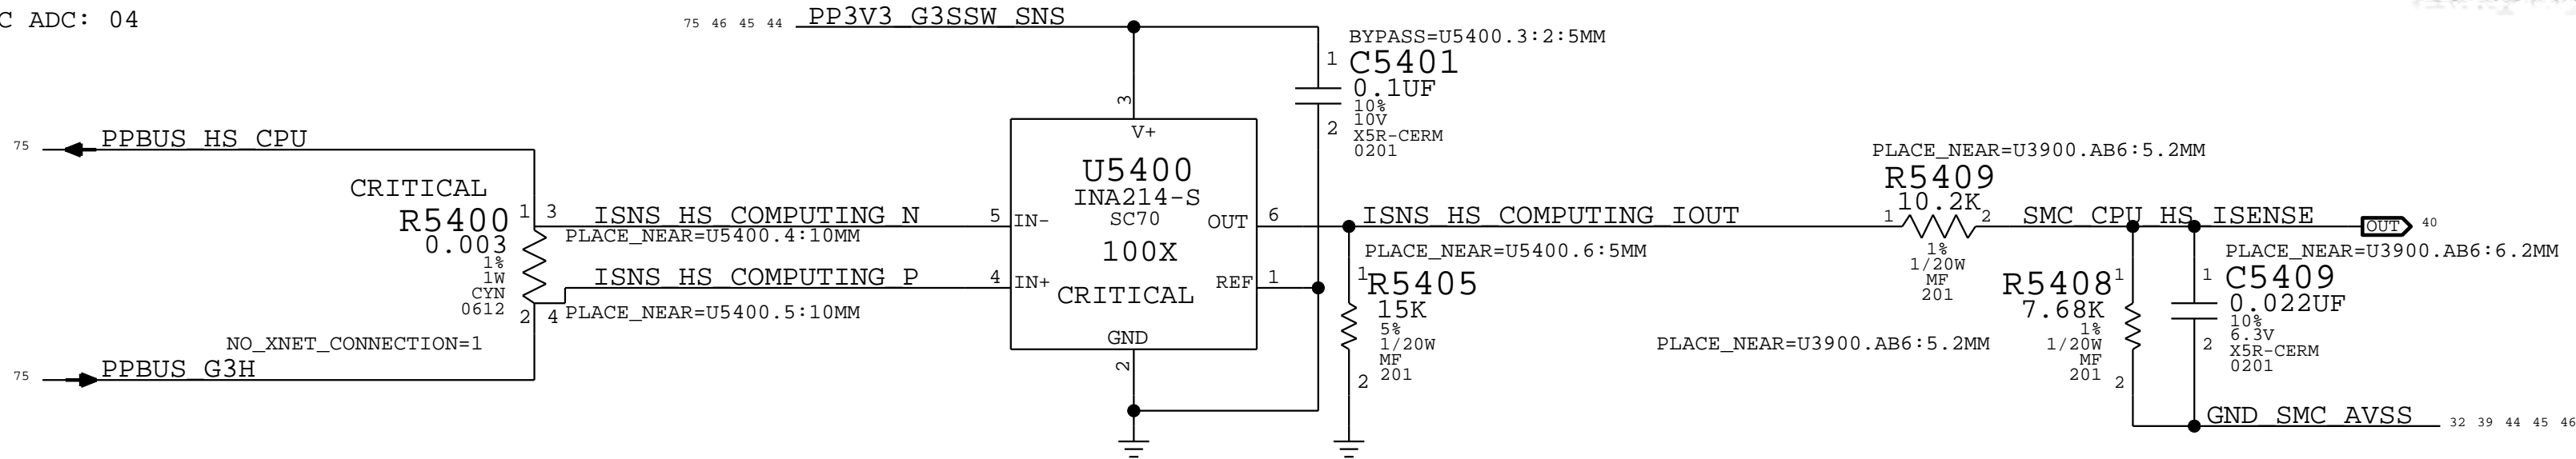 C ADC: 04
75 46 45 44 PP3V3_G3SSW_SNS
BYPASS=U5400.3:2:5MM
1 C5401
0.1UF
10%
10V
2 X5R-CERM
0201
3
V+
75 PPBUS_HS_CPU
CRITICAL
R5400 1 3
0.003
1%
1W
CYN
0612
2 4
NO_XNET_CONNECTION=1
75 PPBUS_G3H
ISNS_HS_COMPUTING_N 5
PLACE_NEAR=U5400.4:10MM
ISNS_HS_COMPUTING_P 4
PLACE_NEAR=U5400.5:10MM
U5400
INA214-S
SC70
IN- OUT 6
100X
IN+ REF 1
CRITICAL
GND
2
ISNS_HS_COMPUTING_IOUT
PLACE_NEAR=U5400.6:5MM
1 R5405
15K
5%
1/20W
MF
2 201
PLACE_NEAR=U3900.AB6:5.2MM
R5409
10.2K
1 2
1%
1/20W
MF
201
SMC_CPU_HS_ISENSE OUT 40
PLACE_NEAR=U3900.AB6:6.2MM
R5408 1
7.68K
1%
1/20W
MF
201 2
PLACE_NEAR=U3900.AB6:5.2MM
1 C5409
0.022UF
10%
6.3V
2 X5R-CERM
0201
GND_SMC_AVSS 32 39 44 45 46